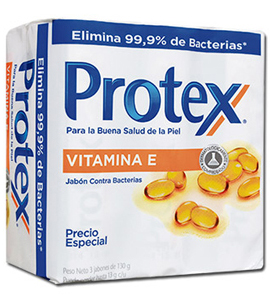 Elimina 99,9% de Bacterias*
Protex
Para la Buena Salud de la Piel
VITAMINA E
Jabón Contra Bacterias
Precio
Especial
Elimina 99,9% de Bacterias*
Protex